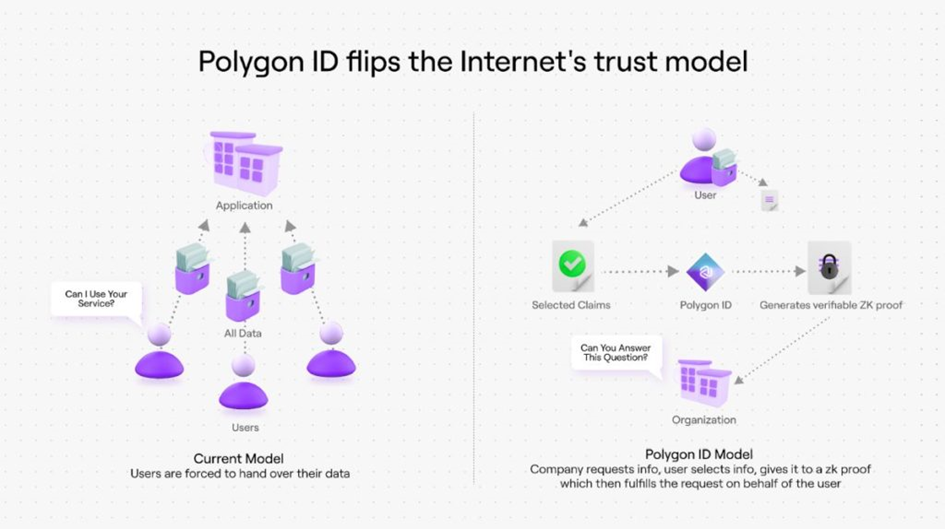 Polygon ID flips the Internet's trust model
Application
Can I Use Your
Service?
All Data
Users
Current Model
Users are forced to hand over their data
User
Selected Claims
Polygon ID
Generates verifiable ZK proof
Can You Answer
This Question?
Organization
Polygon ID Model
Company requests info, user selects info, gives it to a zk proof
which then fulfills the request on behalf of the user